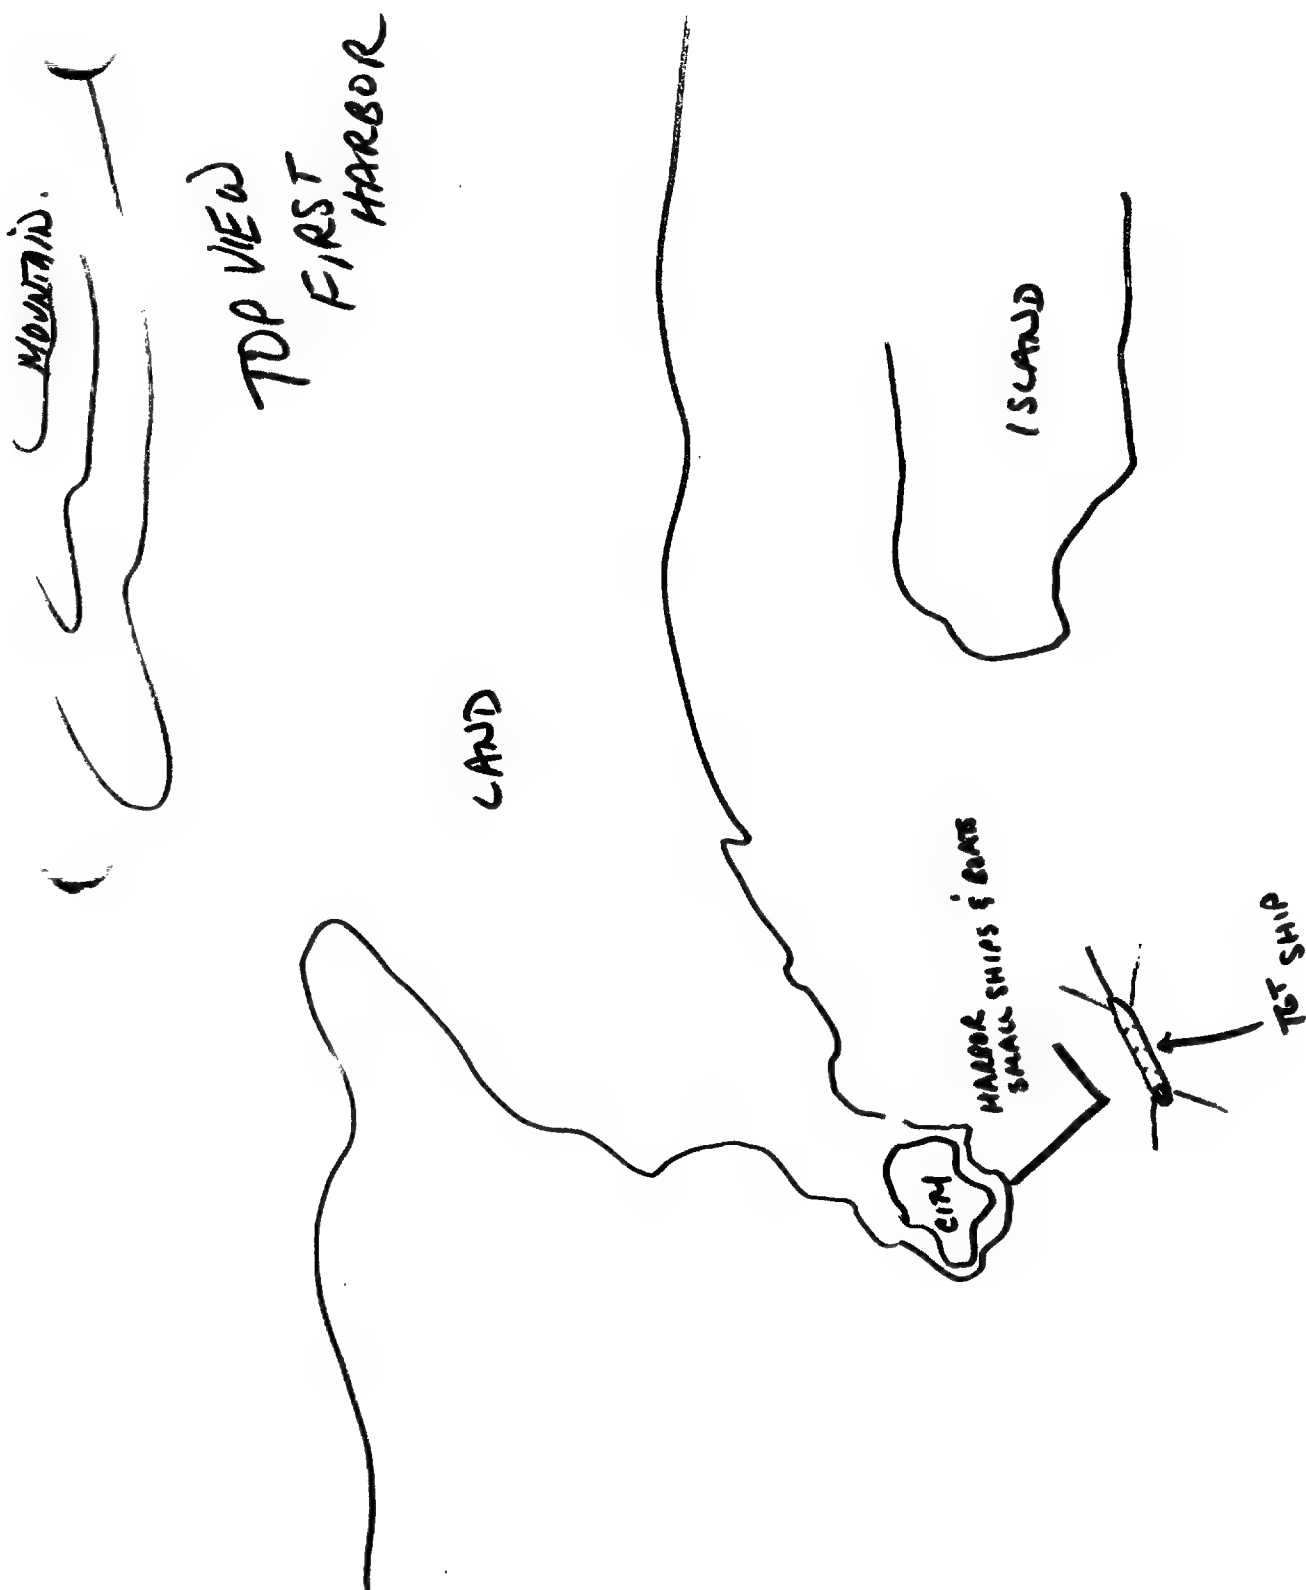 MOUNTAIN.
TOP VIEW
FIRST
HARBOR
LAND
ISLAND
HARBOR
SMALL SHIPS & BOATS
CITY
TGT SHIP